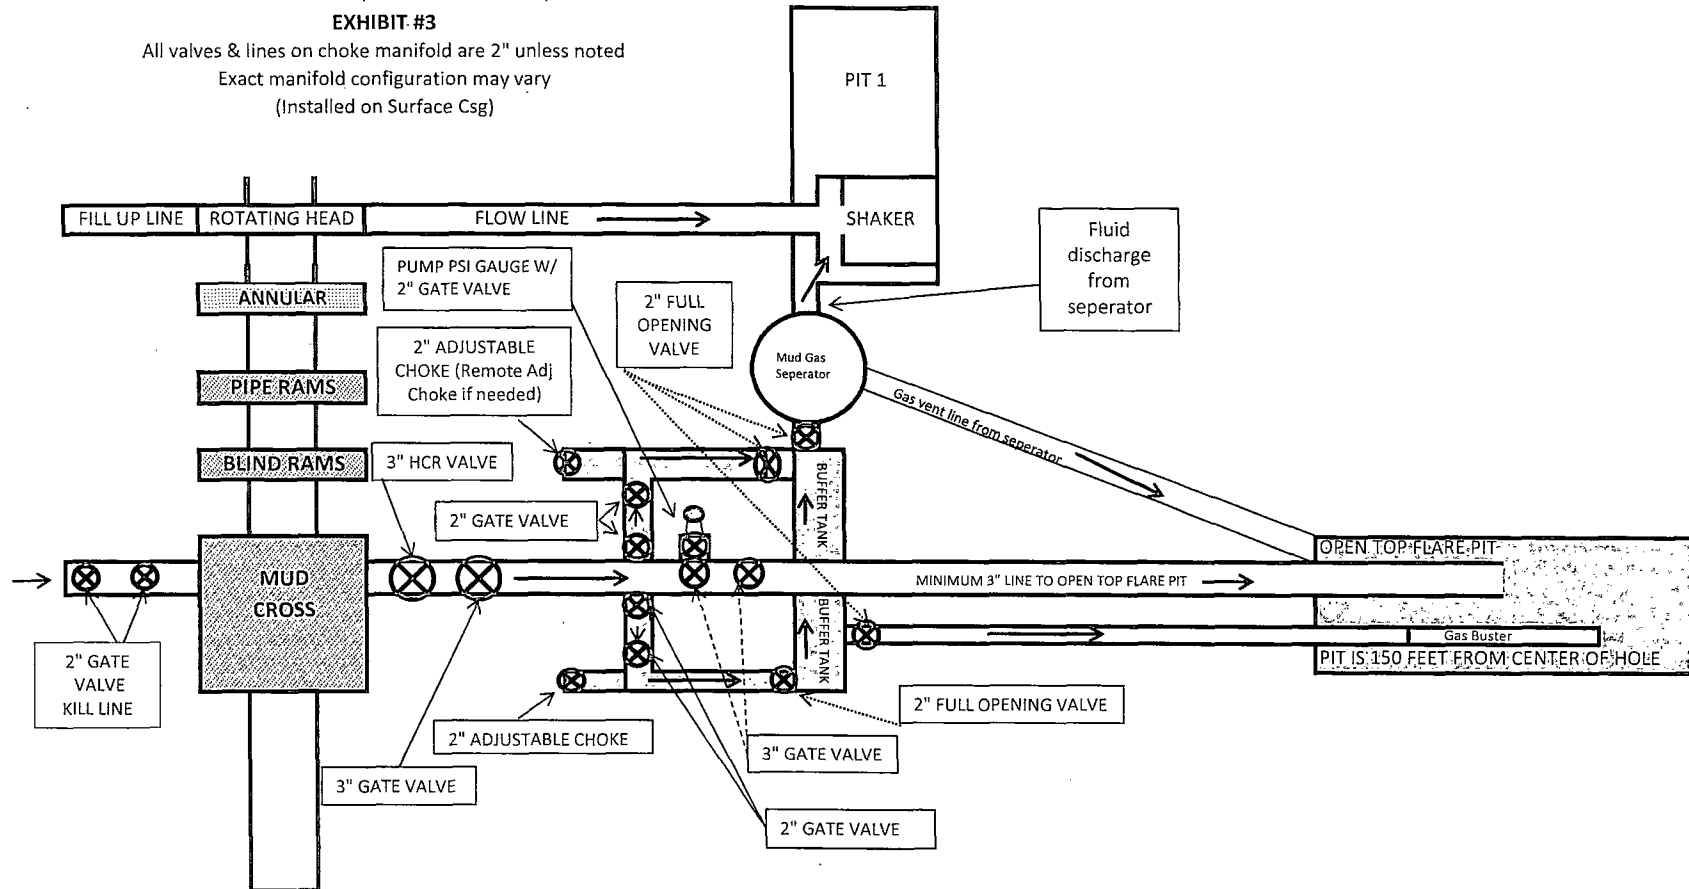 EXHIBIT #3
All valves & lines on choke manifold are 2" unless noted
Exact manifold configuration may vary
(Installed on Surface Csg)
PIT 1
FILL UP LINE
ROTATING HEAD
FLOW LINE
SHAKER
Fluid
discharge
from
seperator
PUMP PSI GAUGE W/
2" GATE VALVE
ANNULAR
2" FULL
OPENING
VALVE
2" ADJUSTABLE
CHOKE (Remote Adj
Choke if needed)
Mud Gas
Seperator
PIPE RAMS
Gas vent line from seperator
BLIND RAMS
3" HCR VALVE
BUFFER TANK
2" GATE VALVE
OPEN TOP FLARE PIT
MUD
CROSS
MINIMUM 3" LINE TO OPEN TOP FLARE PIT
BUFFER TANK
Gas Buster
PIT IS 150 FEET FROM CENTER OF HOLE
2" GATE
VALVE
KILL LINE
2" FULL OPENING VALVE
2" ADJUSTABLE CHOKE
3" GATE VALVE
3" GATE VALVE
2" GATE VALVE